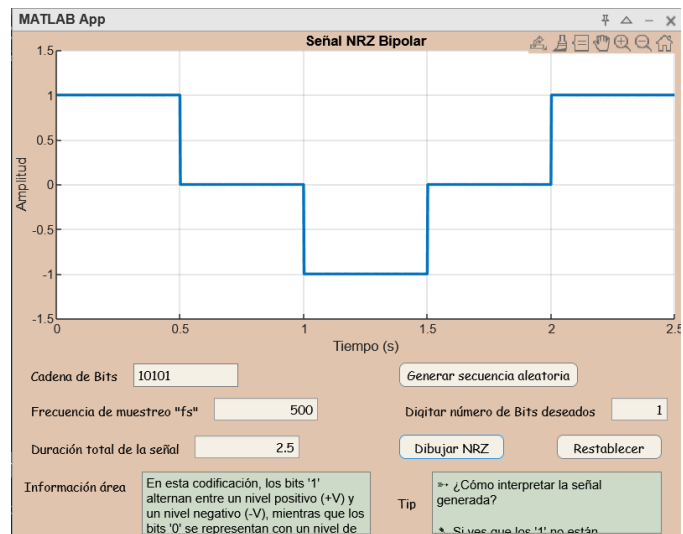 MATLAB App
Señal NRZ Bipolar
1.5
1
0.5
0
-0.5
-1
-1.5
Amplitud
0 0.5 1 1.5 2 2.5
Tiempo (s)
Cadena de Bits 10101 Generar secuencia aleatoria
Frecuencia de muestreo "fs" 500 Digitar número de Bits deseados 1
Duración total de la señal 2.5 Dibujar NRZ Restablecer
Información área
En esta codificación, los bits '1'
alternan entre un nivel positivo (+V) y
un nivel negativo (-V), mientras que los
bits '0' se representan con un nivel de
Tip
➳ ¿Cómo interpretar la señal
generada?
Si ves que los '1' no están